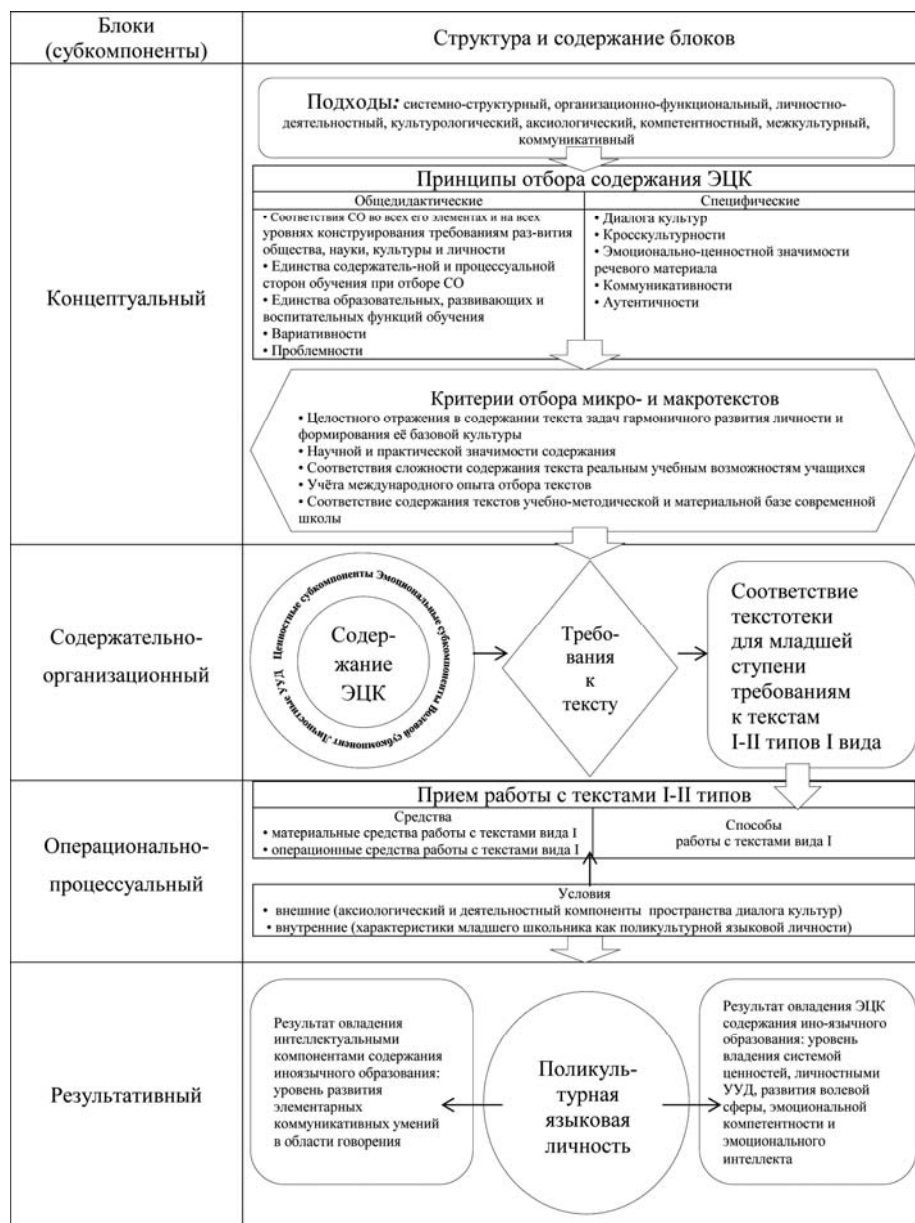 Блоки
(субкомпоненты)
Структура и содержание блоков
Концептуальный
Подходы: системно-структурный, организационно-функциональный, личностно-
деятельностный, культурологический, аксиологический, компетентностный, межкультурный,
коммуникативный
Принципы отбора содержания ЭЦК
Общедидактические
• Соответствия СО во всех его элементах и на всех
уровнях конструирования требованиям раз-вития
общества, науки, культуры и личности
• Единства содержатель-ной и процессуальной
сторон обучения при отборе СО
• Единства образовательных, развивающих и
воспитательных функций обучения
• Вариативности
• Проблемности
Специфические
• Диалога культур
• Кросскультурности
• Эмоционально-ценностной значимости
речевого материала
• Коммуникативности
• Аутентичности
Критерии отбора микро- и макротекстов
• Целостного отражения в содержании текста задач гармоничного развития личности и
формирования её базовой культуры
• Научной и практической значимости содержания
• Соответствия сложности содержания текста реальным учебным возможностям учащихся
• Учёта международного опыта отбора текстов
• Соответствие содержания текстов учебно-методической и материальной базе современной
школы
Содержательно-
организационный
Ценностные субкомпоненты Эмоциональные субкомпоненты Волевой субкомпонент Личностные УУД
Содер-
жание
ЭЦК
Требо-
вания
к
тексту
Соответствие
текстотеки
для младшей
ступени
требованиям
к текстам
I-II типов I вида
Операционально-
процессуальный
Прием работы с текстами I-II типов
Средства
• материальные средства работы с текстами вида I
• операционные средства работы с текстами вида I
Способы
работы с текстами вида I
Условия
• внешние (аксиологический и деятельностный компоненты пространства диалога культур)
• внутренние (характеристики младшего школьника как поликультурной языковой личности)
Результативный
Результат овладения
интеллектуальными
компонентами содержания
иноязычного образования:
уровень развития
элементарных
коммуникативных умений
в области говорения
Поликуль-
турная
языковая
личность
Результат овладения ЭЦК
содержания ино-язычного
образования: уровень
владения системой
ценностей, личностными
УУД, развития волевой
сферы, эмоциональной
компетентности и
эмоционального
интеллекта